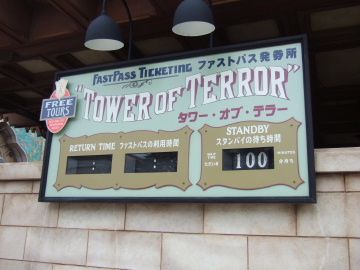 FASTPASS TICKETING ファストパス発券所
"TOWER OF TERROR"
タワー・オブ・テラー
FREE
TOURS
RETURN TIME ファストパスの利用時間
STANDBY
スタンバイの待ち時間
100
MINUTES